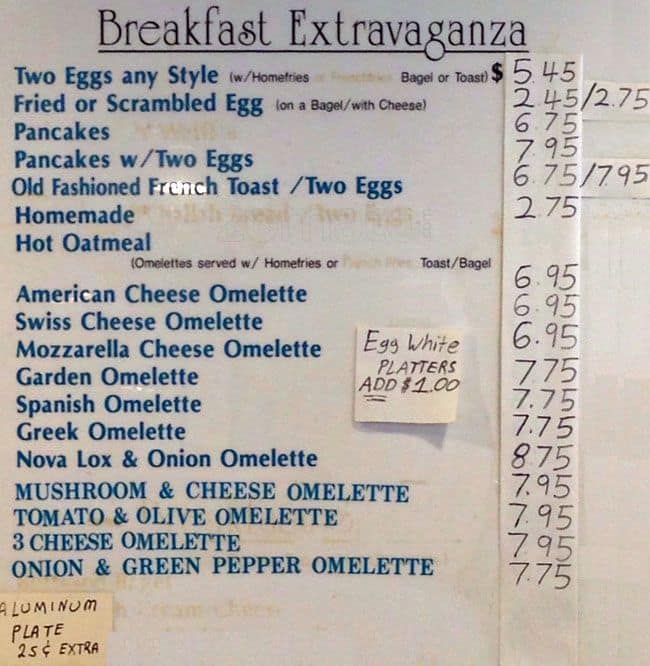 Breakfast Extravaganza
Two Eggs any Style (w/Homefries or Frenchfries Bagel or Toast) $ 5.45
Fried or Scrambled Egg (on a Bagel/with Cheese) 2.45/2.75
Pancakes 6.75
Pancakes w/Two Eggs 7.95
Old Fashioned French Toast /Two Eggs 6.75/7.95
Homemade 2.75
Hot Oatmeal
(Omelettes served w/ Homefries or French Fries Toast/Bagel
American Cheese Omelette 6.95
Swiss Cheese Omelette 6.95
Mozzarella Cheese Omelette 6.95
Garden Omelette 7.75
Spanish Omelette 7.75
Greek Omelette 7.75
Nova Lox & Onion Omelette 8.75
MUSHROOM & CHEESE OMELETTE 7.95
TOMATO & OLIVE OMELETTE 7.95
3 CHEESE OMELETTE 7.95
ONION & GREEN PEPPER OMELETTE 7.75
Egg White
PLATTERS
ADD $1.00
ALUMINUM
PLATE
25¢ EXTRA